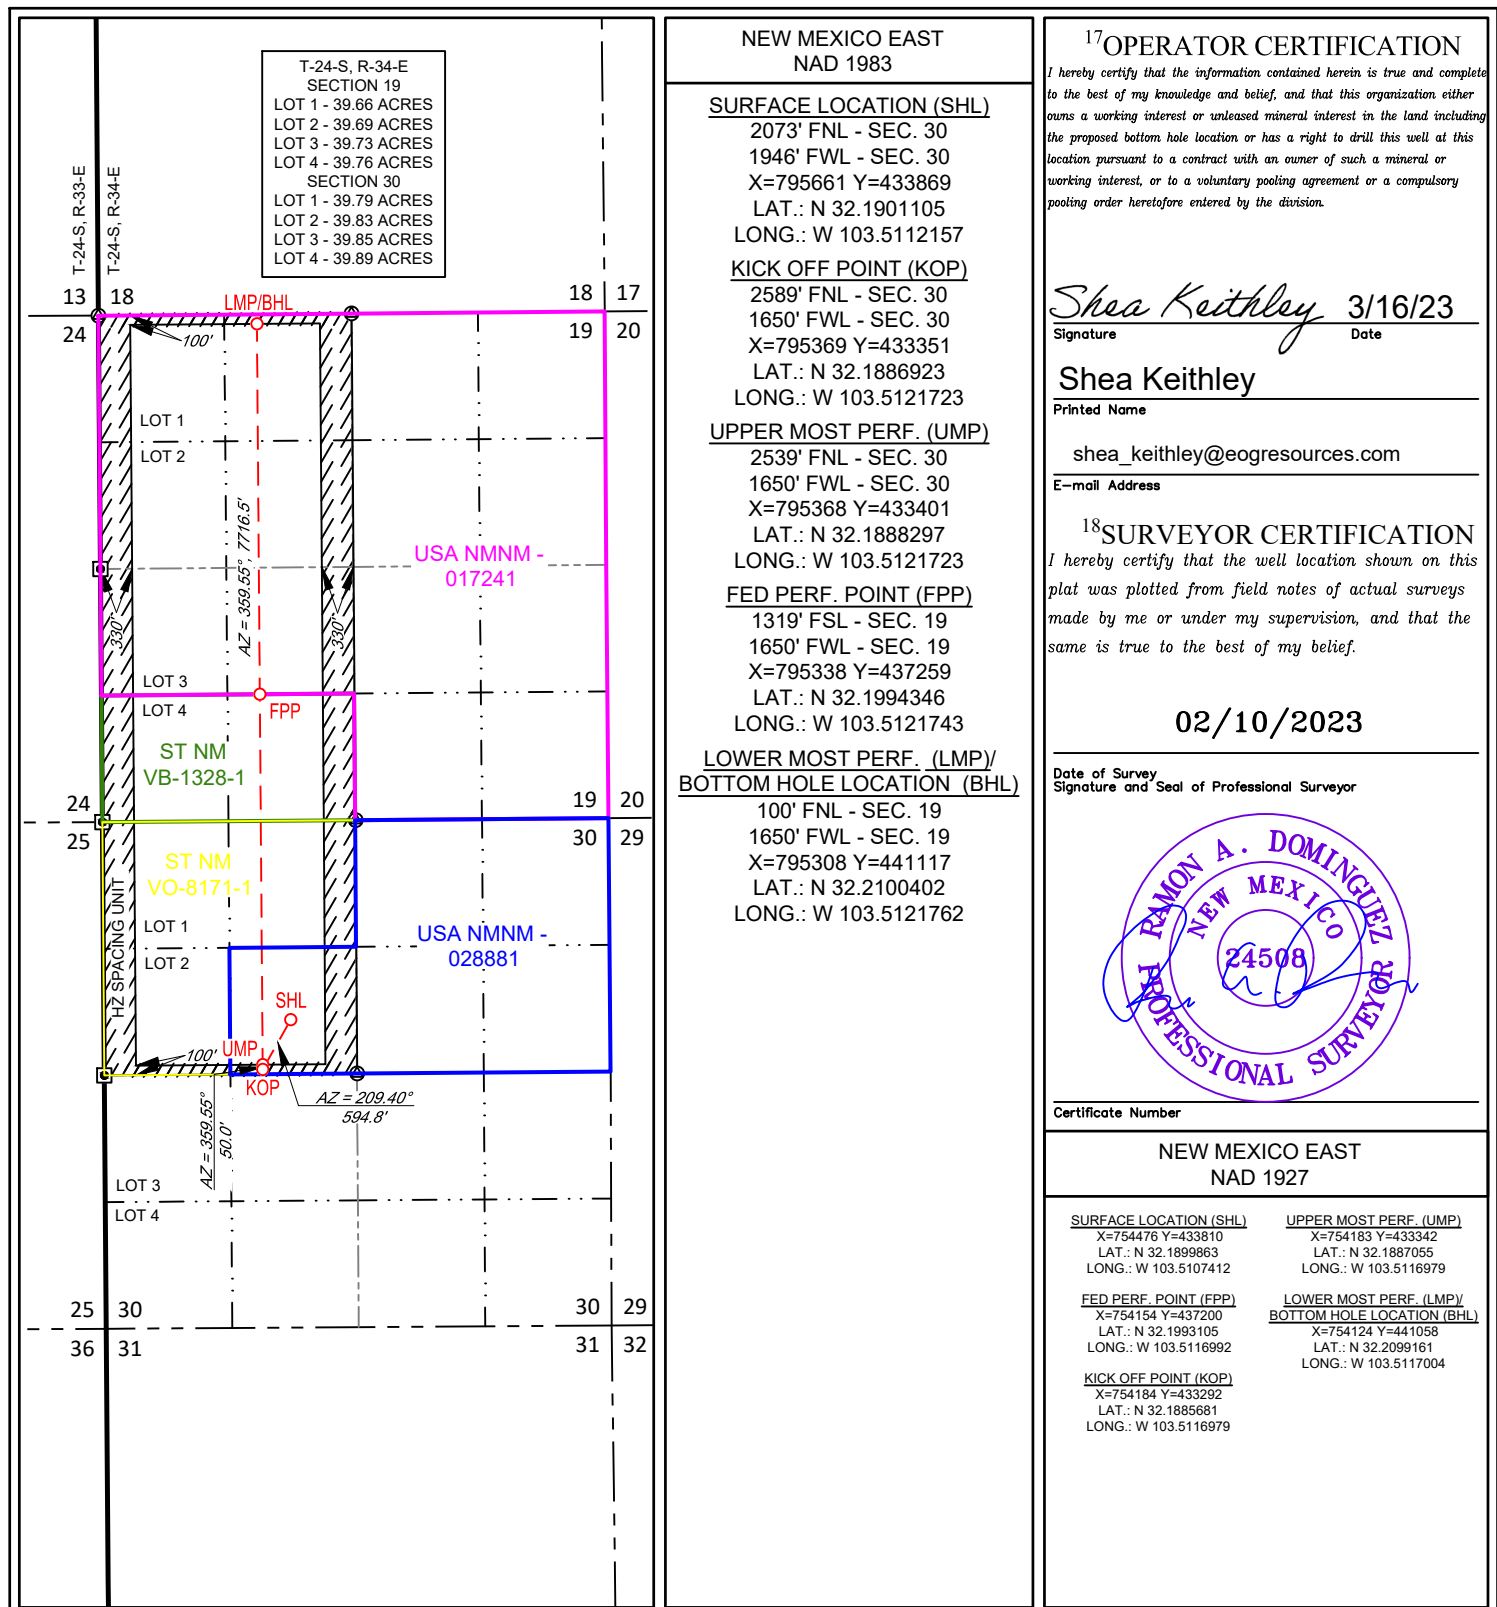 T-24-S, R-34-E
SECTION 19
LOT 1 - 39.66 ACRES
LOT 2 - 39.69 ACRES
LOT 3 - 39.73 ACRES
LOT 4 - 39.76 ACRES
SECTION 30
LOT 1 - 39.79 ACRES
LOT 2 - 39.83 ACRES
LOT 3 - 39.85 ACRES
LOT 4 - 39.89 ACRES
T-24-S, R-33-E
T-24-S, R-34-E
13 18
24
LMP/BHL
18 17
19 20
100'
LOT 1
LOT 2
AZ = 359.55°, 7716.5'
USA NMNM -
017241
330'
330'
LOT 3
LOT 4
FPP
ST NM
VB-1328-1
24
25
19 20
30 29
ST NM
VO-8171-1
HZ SPACING UNIT
LOT 1
LOT 2
USA NMNM -
028881
SHL
UMP
100'
KOP
AZ = 209.40°
594.8'
AZ = 359.55°
50.0'
LOT 3
LOT 4
25 30
36 31
30 29
31 32
NEW MEXICO EAST
NAD 1983
SURFACE LOCATION (SHL)
2073' FNL - SEC. 30
1946' FWL - SEC. 30
X=795661 Y=433869
LAT.: N 32.1901105
LONG.: W 103.5112157
KICK OFF POINT (KOP)
2589' FNL - SEC. 30
1650' FWL - SEC. 30
X=795369 Y=433351
LAT.: N 32.1886923
LONG.: W 103.5121723
UPPER MOST PERF. (UMP)
2539' FNL - SEC. 30
1650' FWL - SEC. 30
X=795368 Y=433401
LAT.: N 32.1888297
LONG.: W 103.5121723
FED PERF. POINT (FPP)
1319' FSL - SEC. 19
1650' FWL - SEC. 19
X=795338 Y=437259
LAT.: N 32.1994346
LONG.: W 103.5121743
LOWER MOST PERF. (LMP)/
BOTTOM HOLE LOCATION (BHL)
100' FNL - SEC. 19
1650' FWL - SEC. 19
X=795308 Y=441117
LAT.: N 32.2100402
LONG.: W 103.5121762
17OPERATOR CERTIFICATION
I hereby certify that the information contained herein is true and complete
to the best of my knowledge and belief, and that this organization either
owns a working interest or unleased mineral interest in the land including
the proposed bottom hole location or has a right to drill this well at this
location pursuant to a contract with an owner of such a mineral or
working interest, or to a voluntary pooling agreement or a compulsory
pooling order heretofore entered by the division.
Shea Keithley 3/16/23
Signature Date
Shea Keithley
Printed Name
shea_keithley@eogresources.com
E-mail Address
18SURVEYOR CERTIFICATION
I hereby certify that the well location shown on this
plat was plotted from field notes of actual surveys
made by me or under my supervision, and that the
same is true to the best of my belief.
02/10/2023
Date of Survey
Signature and Seal of Professional Surveyor
RAMON A. DOMINGUEZ
NEW MEXICO
24508
PROFESSIONAL SURVEYOR
Certificate Number
NEW MEXICO EAST
NAD 1927
SURFACE LOCATION (SHL)
X=754476 Y=433810
LAT.: N 32.1899863
LONG.: W 103.5107412
FED PERF. POINT (FPP)
X=754154 Y=437200
LAT.: N 32.1993105
LONG.: W 103.5116992
KICK OFF POINT (KOP)
X=754184 Y=433292
LAT.: N 32.1885681
LONG.: W 103.5116979
UPPER MOST PERF. (UMP)
X=754183 Y=433342
LAT.: N 32.1887055
LONG.: W 103.5116979
LOWER MOST PERF. (LMP)/
BOTTOM HOLE LOCATION (BHL)
X=754124 Y=441058
LAT.: N 32.2099161
LONG.: W 103.5117004